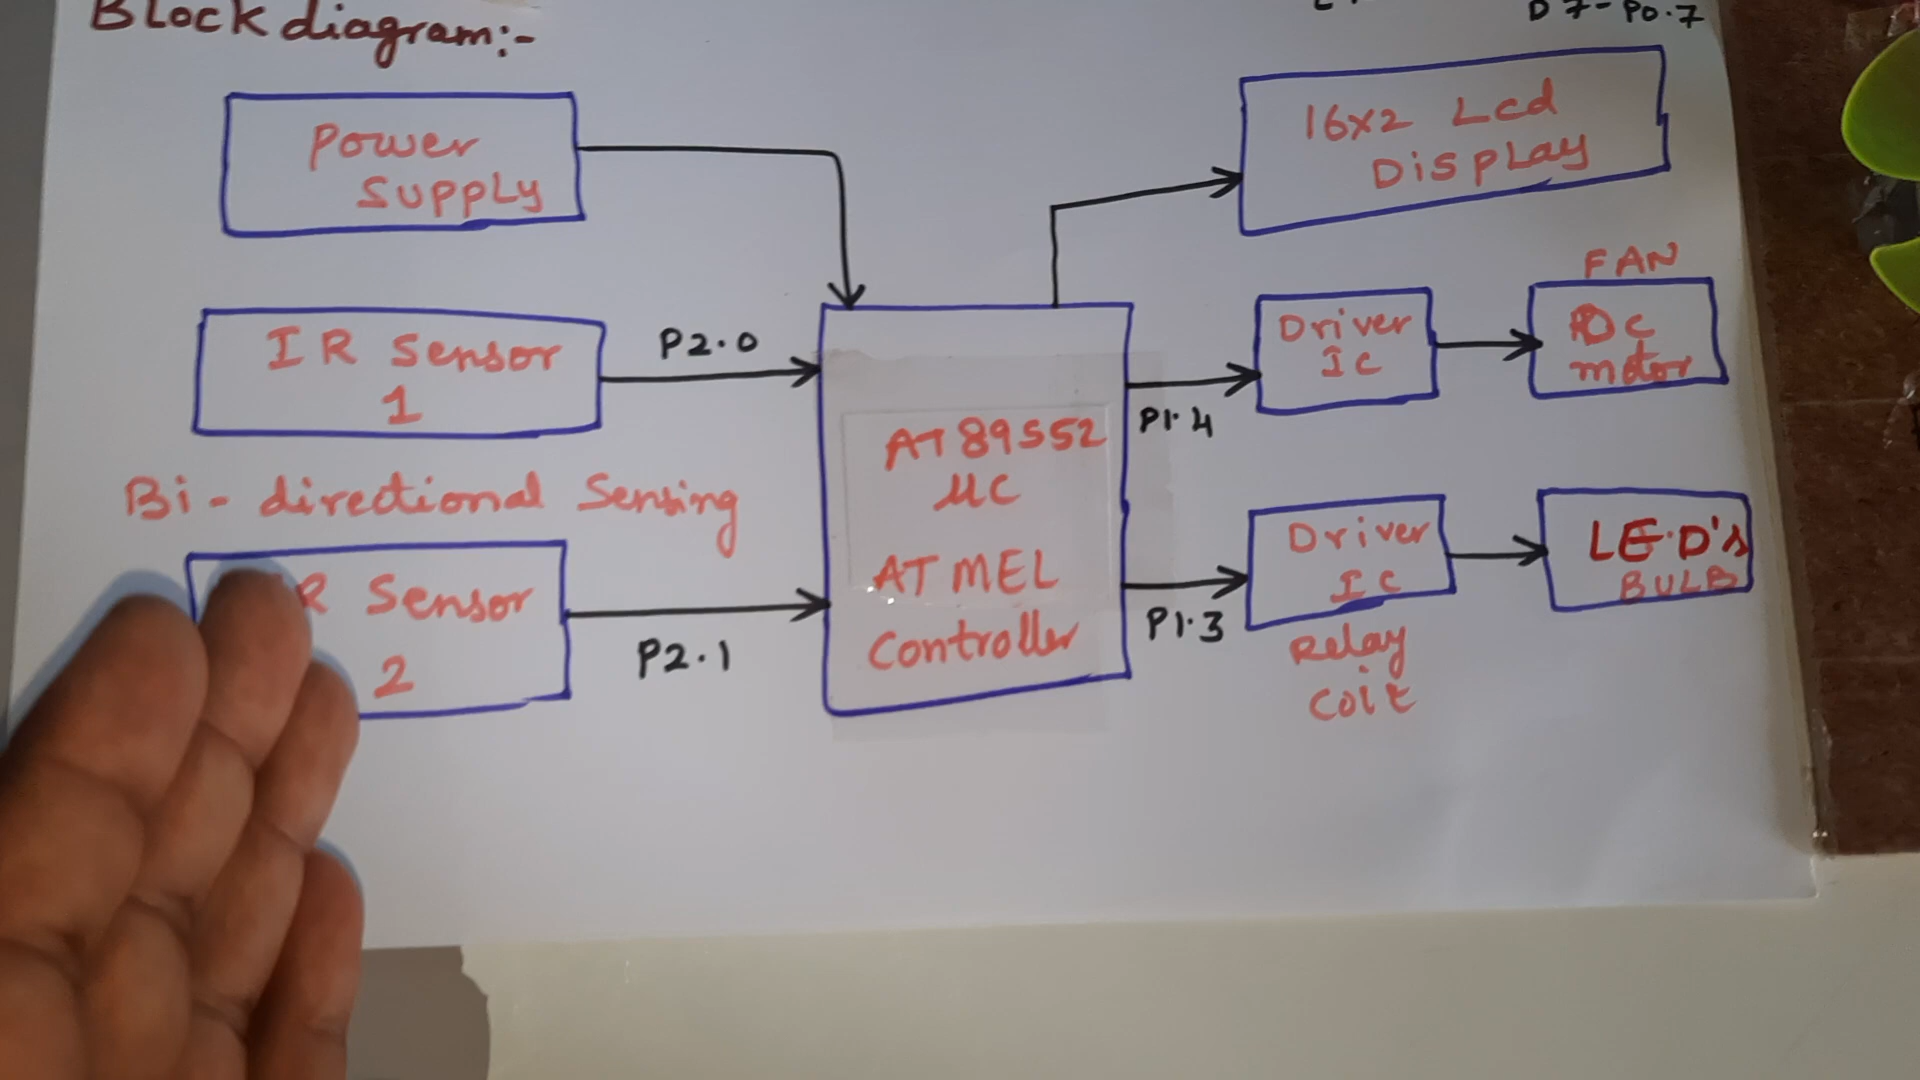 Block diagram:-
D7-P0.7
Power
Supply
16x2 Lcd
Display
IR Sensor
1
P2.0
FAN
Driver
IC
DC
motor
P1.4
AT89S52
µC
ATMEL
Controller
Bi-directional Sensing
R Sensor
2
P2.1
Driver
IC
Relay
P1.3
LE.D's
BULB